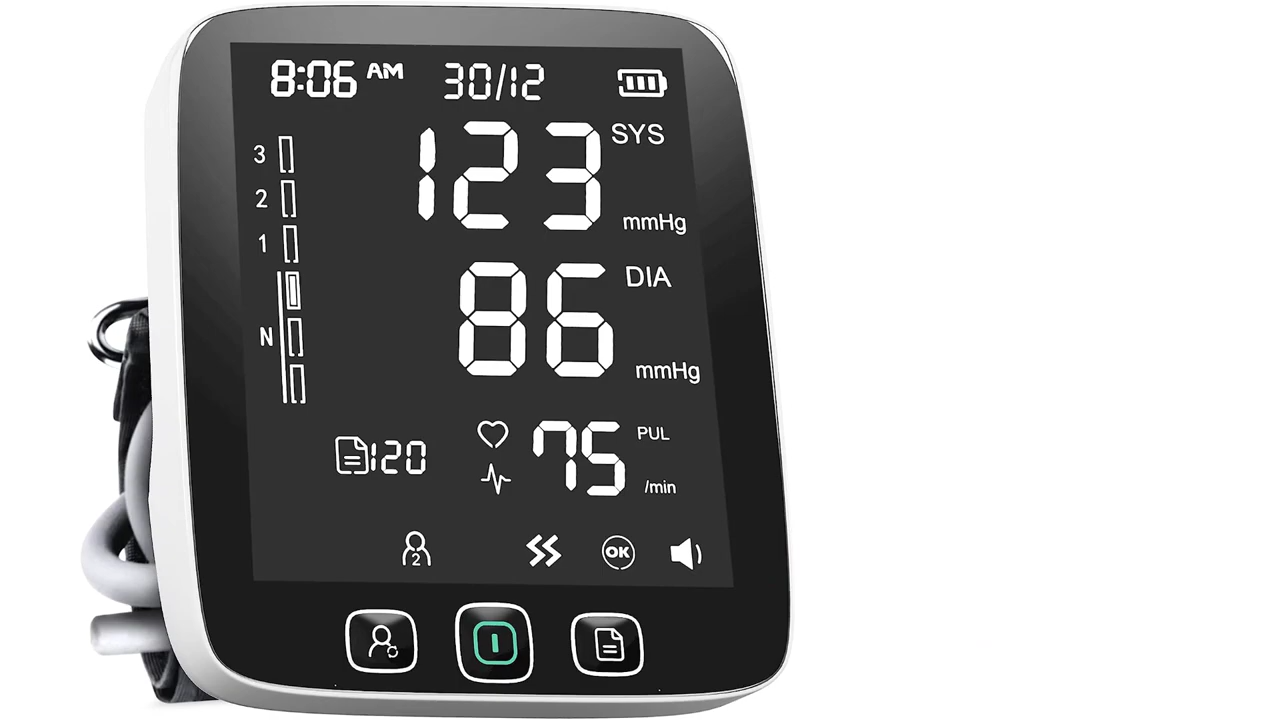 8:06 AM 30/12
123 SYS
mmHg
3
2
1
N
86 DIA
mmHg
120
75 PUL
/min
2
OK